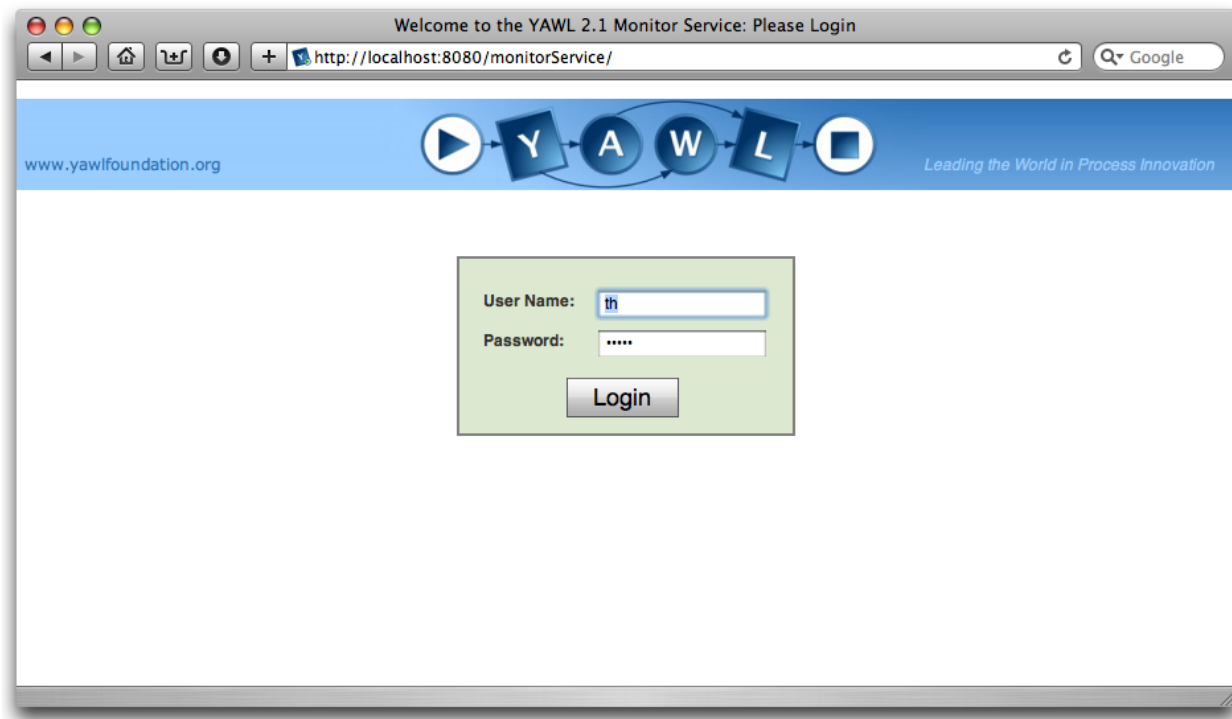 Welcome to the YAWL 2.1 Monitor Service: Please Login
http://localhost:8080/monitorService/
Google
www.yawlfoundation.org
Y A W L
Leading the World in Process Innovation
User Name: th
Password: •••••
Login